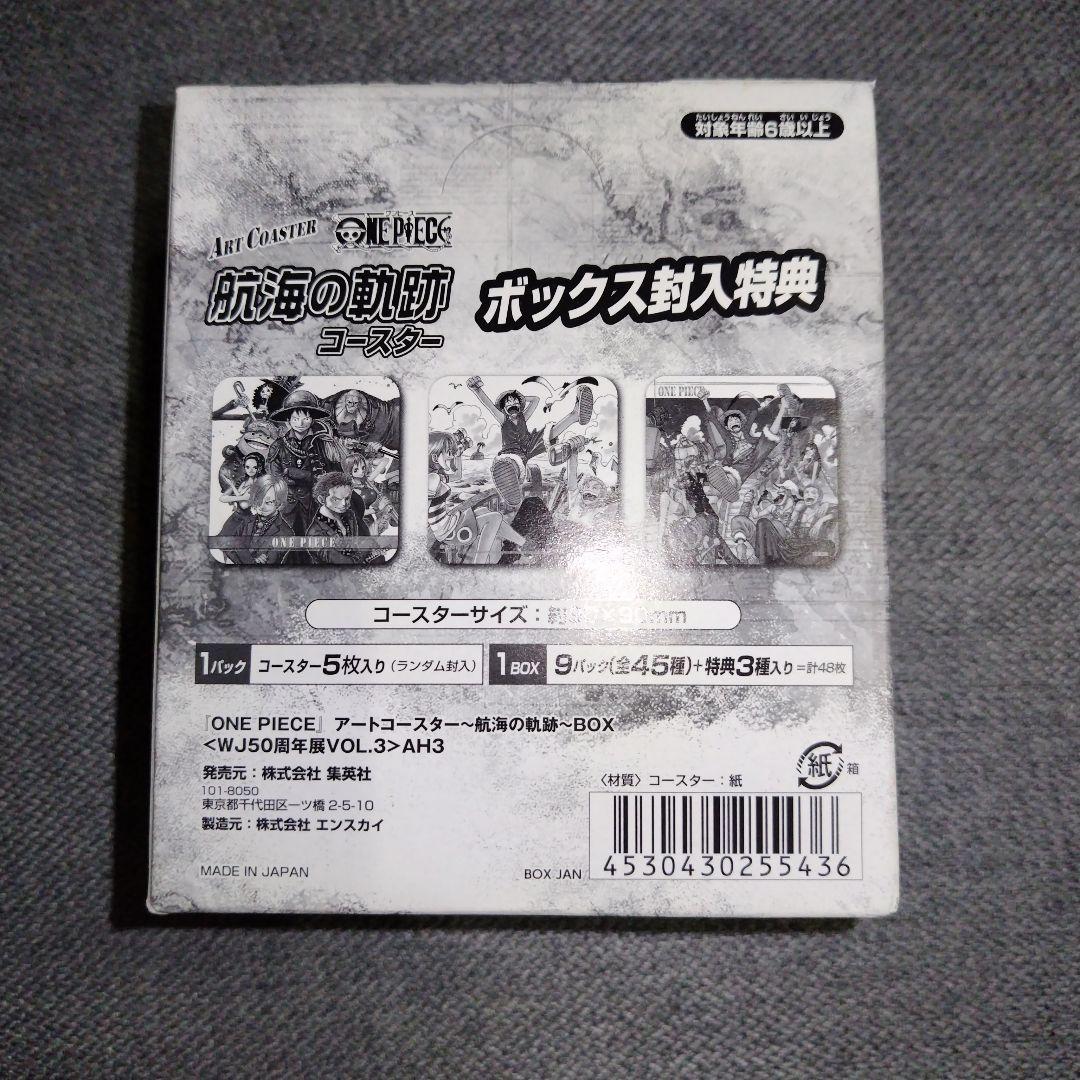 たいしょうねんれい さい いじょう
対象年齢6歳以上
ART COASTER
ワンピース
ONE PIECE
航海の軌跡
コースター
ボックス封入特典
ONE PIECE
ONE PIECE
コースターサイズ:約 × mm
1パック コースター5枚入り(ランダム封入)
1BOX 9パック(全45種)+特典3種入り=計48枚
『ONE PIECE』アートコースター～航海の軌跡～BOX
<WJ50周年展VOL.3>AH3
発売元:株式会社 集英社
101-8050
東京都千代田区一ツ橋 2-5-10
製造元:株式会社 エンスカイ
MADE IN JAPAN
紙 箱
〈材質〉コースター:紙
BOX JAN
4530430255436